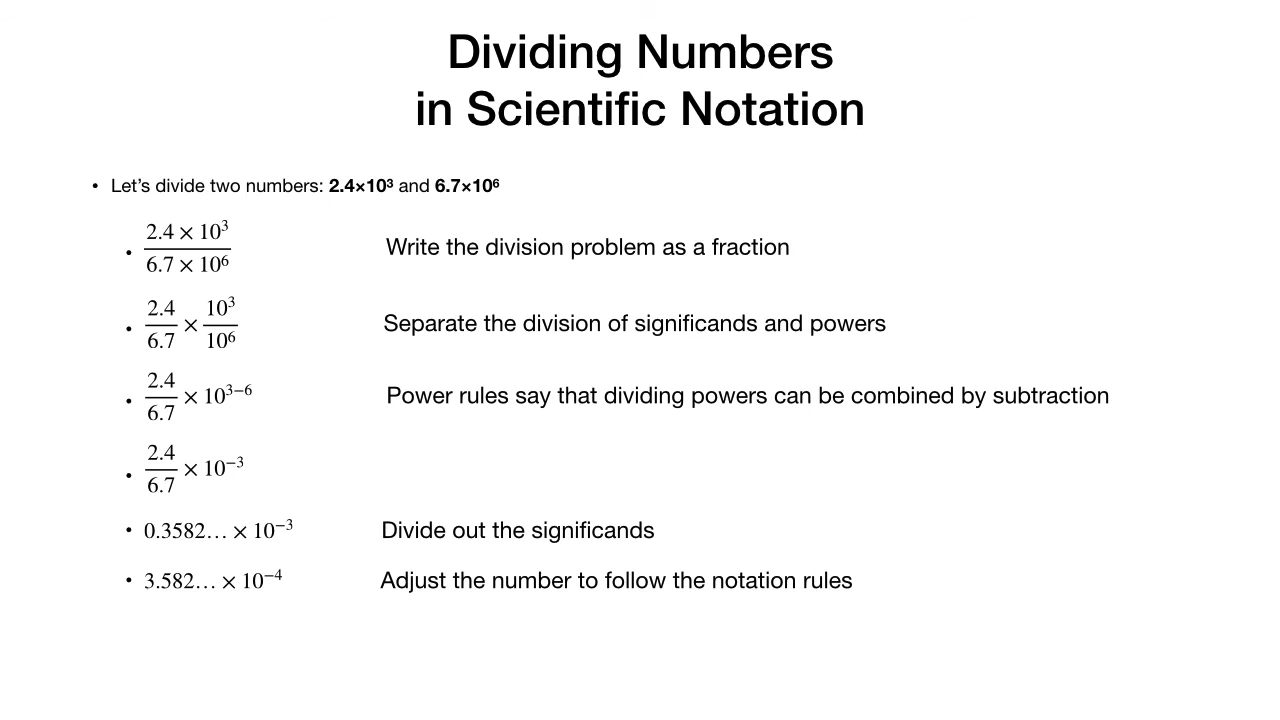 Dividing Numbers
in Scientific Notation
• Let’s divide two numbers: 2.4×10³ and 6.7×10⁶
• (2.4 × 10³)/(6.7 × 10⁶) Write the division problem as a fraction
• 2.4/6.7 × 10³/10⁶ Separate the division of significands and powers
• 2.4/6.7 × 10³⁻⁶ Power rules say that dividing powers can be combined by subtraction
• 2.4/6.7 × 10⁻³
• 0.3582… × 10⁻³ Divide out the significands
• 3.582… × 10⁻⁴ Adjust the number to follow the notation rules